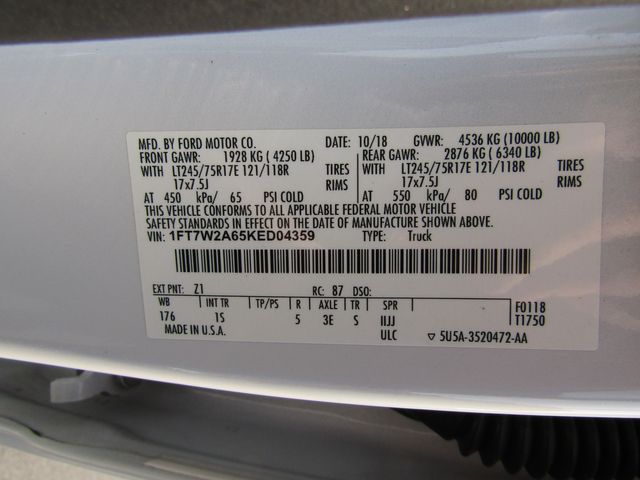 MFD. BY FORD MOTOR CO. DATE: 10/18 GVWR: 4536 KG (10000 LB)
FRONT GAWR: 1928 KG ( 4250 LB) REAR GAWR: 2876 KG ( 6340 LB)
WITH LT245/75R17E 121/118R TIRES WITH LT245/75R17E 121/118R TIRES
17x7.5J RIMS 17x7.5J RIMS
AT 450 kPa/ 65 PSI COLD AT 550 kPa/ 80 PSI COLD
THIS VEHICLE CONFORMS TO ALL APPLICABLE FEDERAL MOTOR VEHICLE
SAFETY STANDARDS IN EFFECT ON THE DATE OF MANUFACTURE SHOWN ABOVE.
VIN: 1FT7W2A65KED04359 TYPE: Truck
EXT PNT: Z1 RC: 87 DSO:
WB INT TR TP/PS R AXLE TR SPR F0118
176 1S 5 3E S IIJJ T1750
MADE IN U.S.A. ULC ▽ 5U5A-3520472-AA